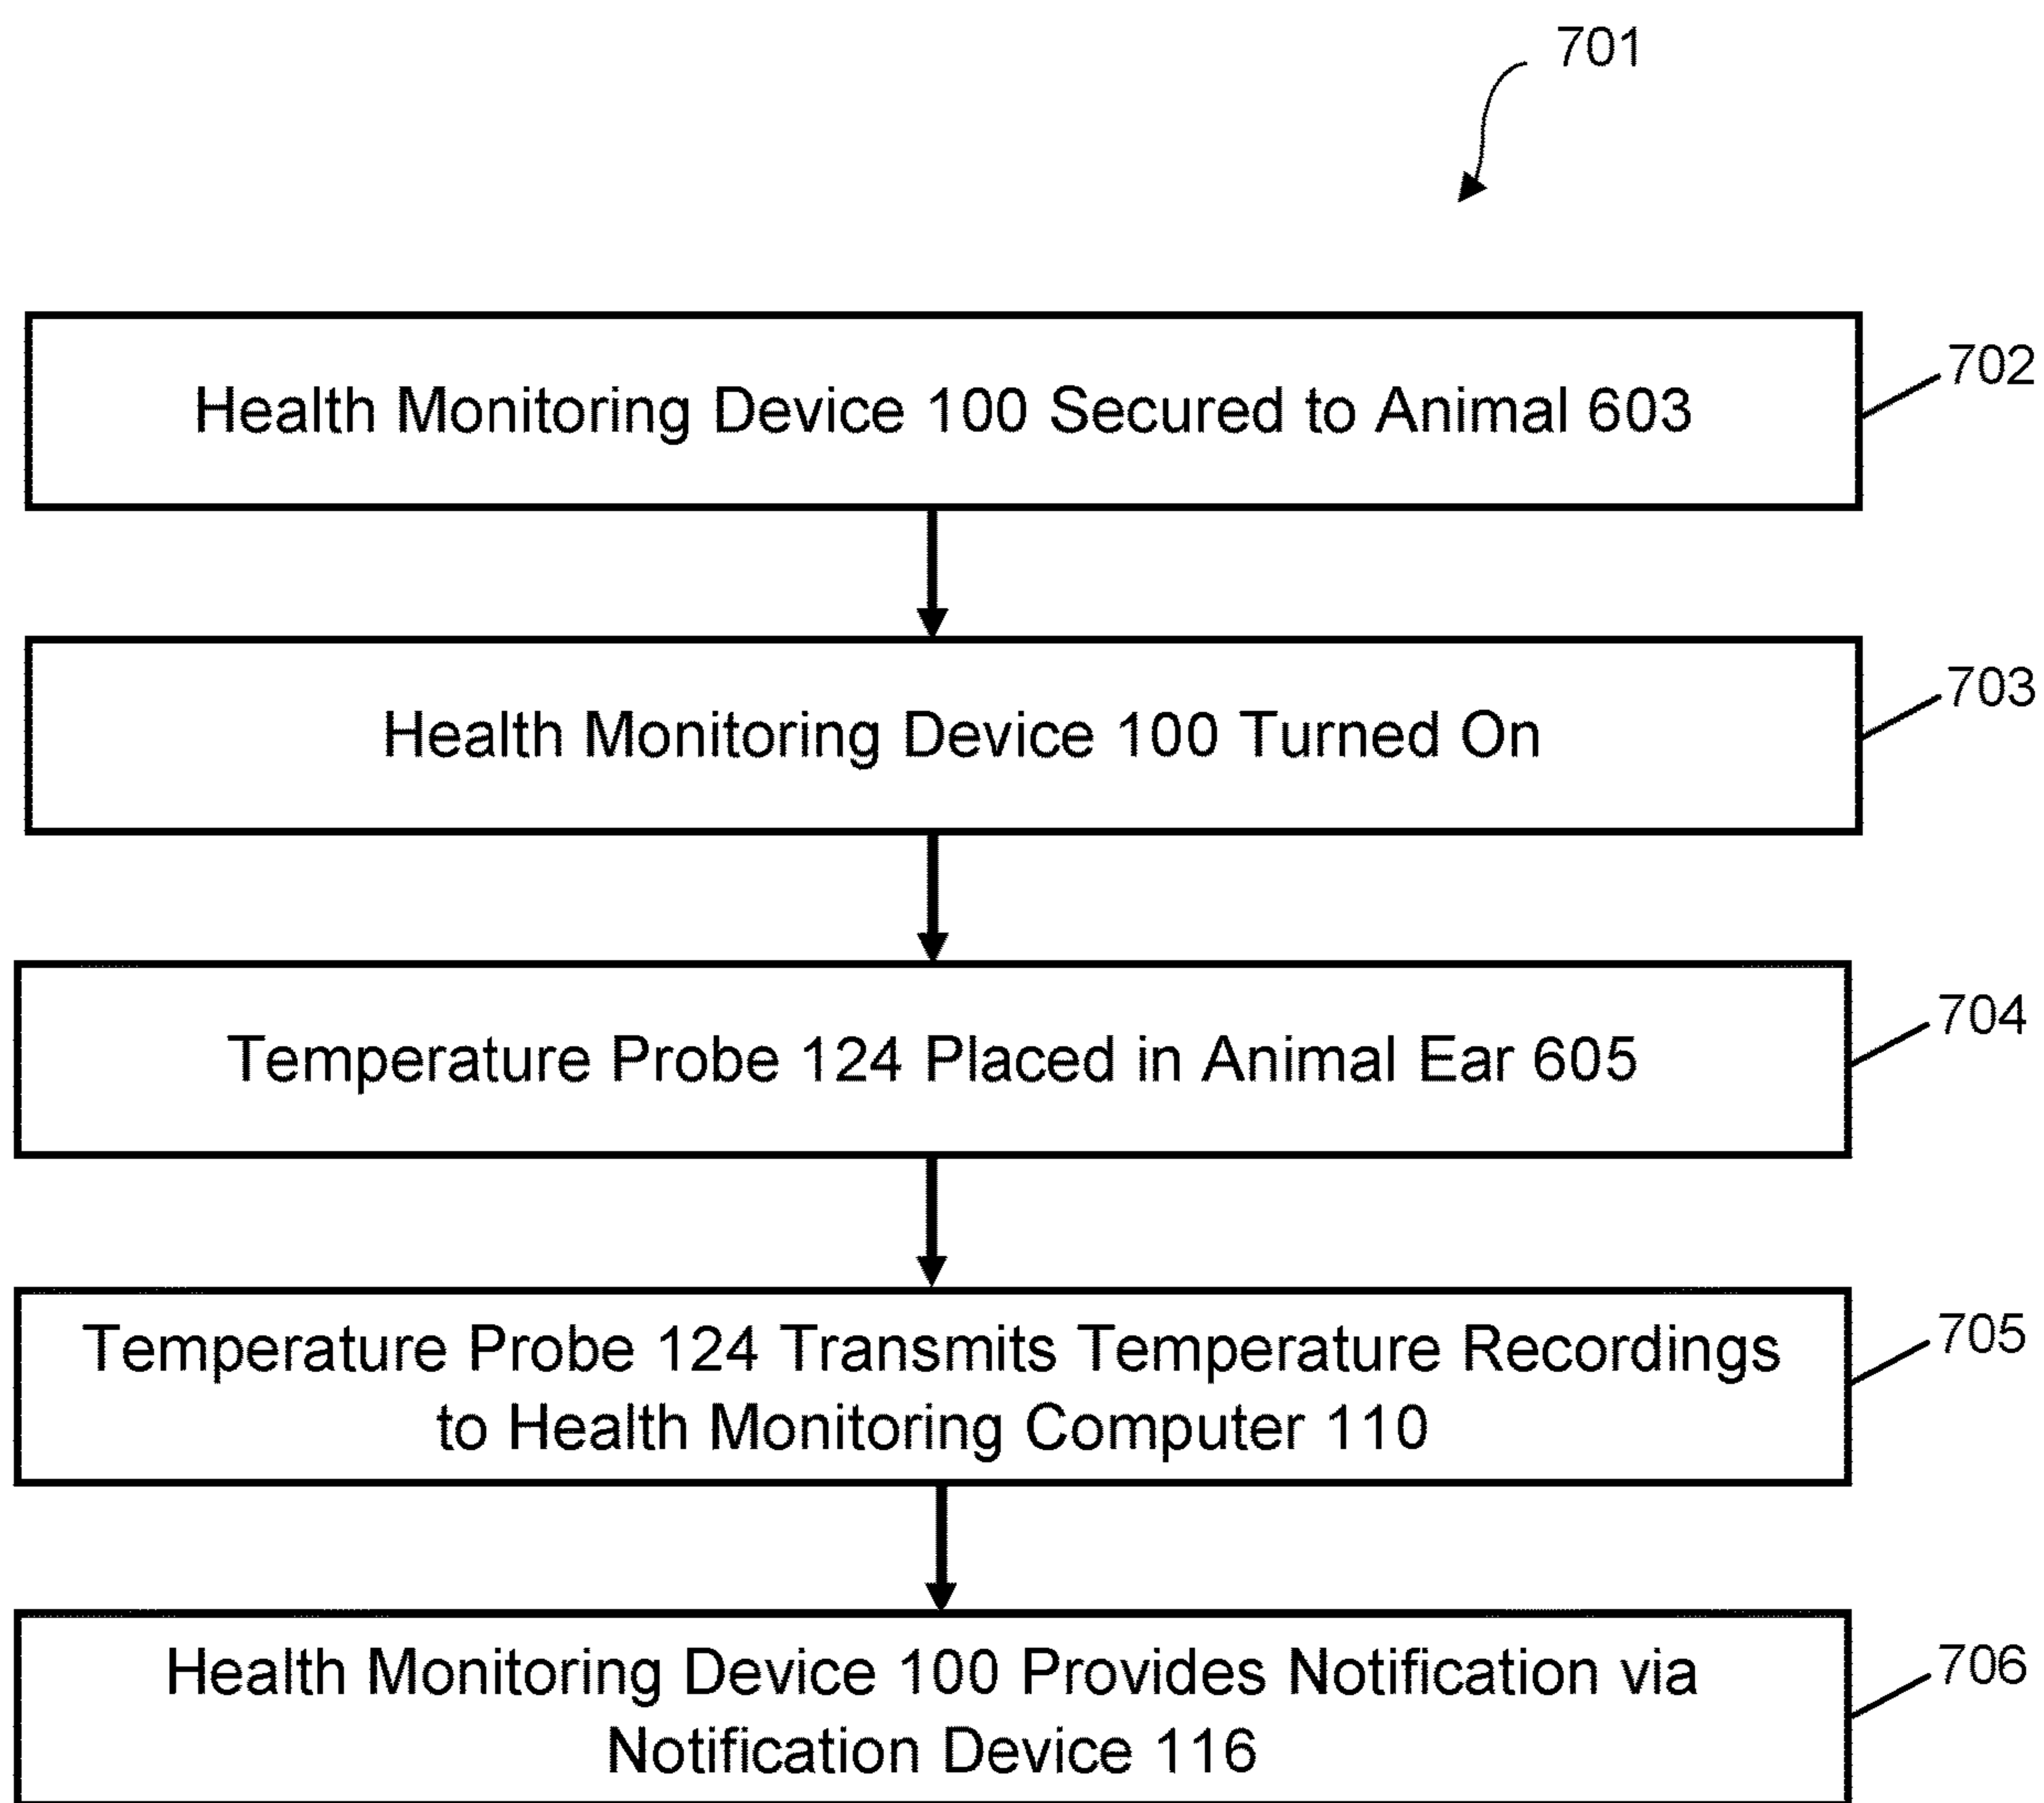 701
Health Monitoring Device 100 Secured to Animal 603
702
Health Monitoring Device 100 Turned On
703
Temperature Probe 124 Placed in Animal Ear 605
704
Temperature Probe 124 Transmits Temperature Recordings
to Health Monitoring Computer 110
705
Health Monitoring Device 100 Provides Notification via
Notification Device 116
706